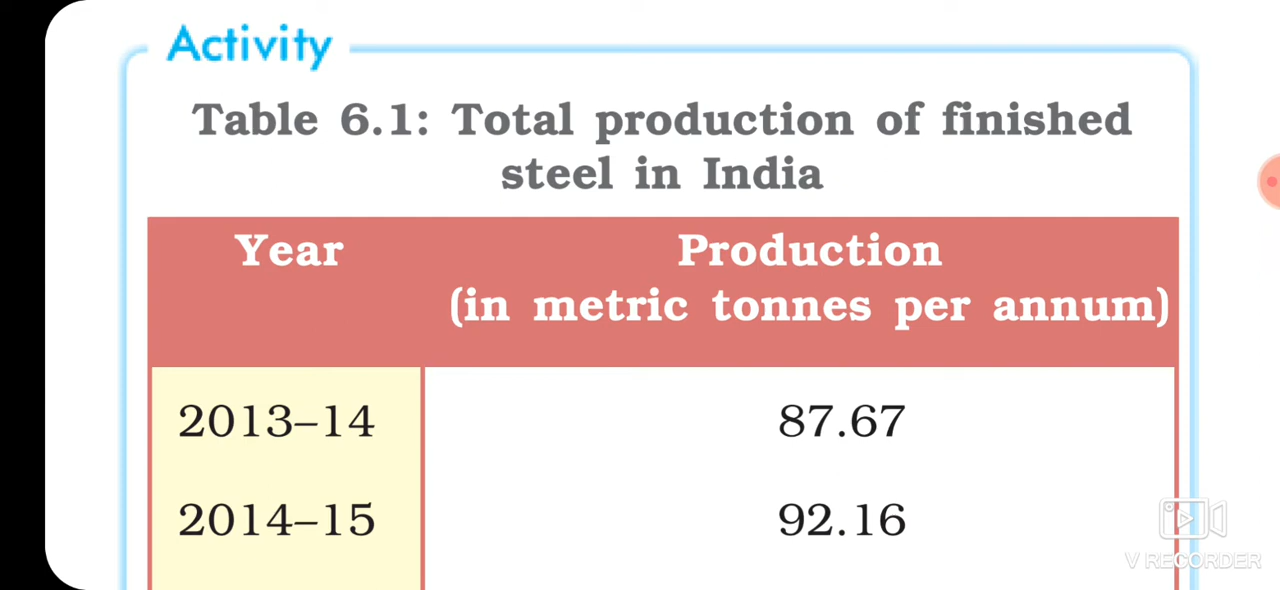 Activity
Table 6.1: Total production of finished
steel in India
Year Production
(in metric tonnes per annum)
2013–14 87.67
2014–15 92.16
V RECORDER